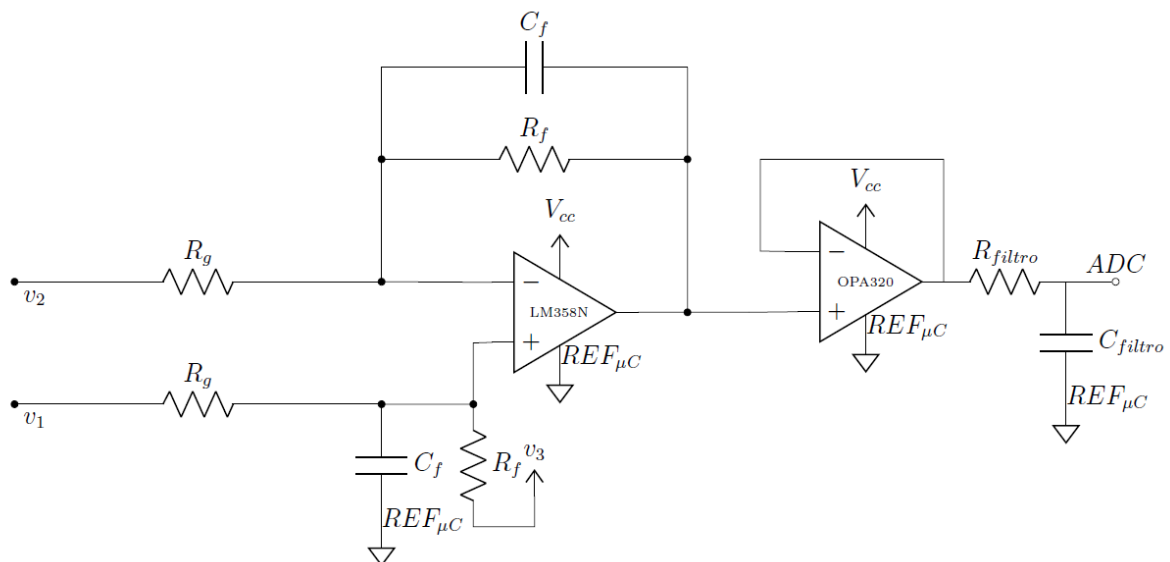 C_f
R_f
V_cc
V_cc
R_g
R_filtro
ADC
−
−
LM358N
OPA320
v_2
+
+
REF_μC
C_filtro
REF_μC
R_g
REF_μC
v_1
v_3
C_f
R_f
REF_μC